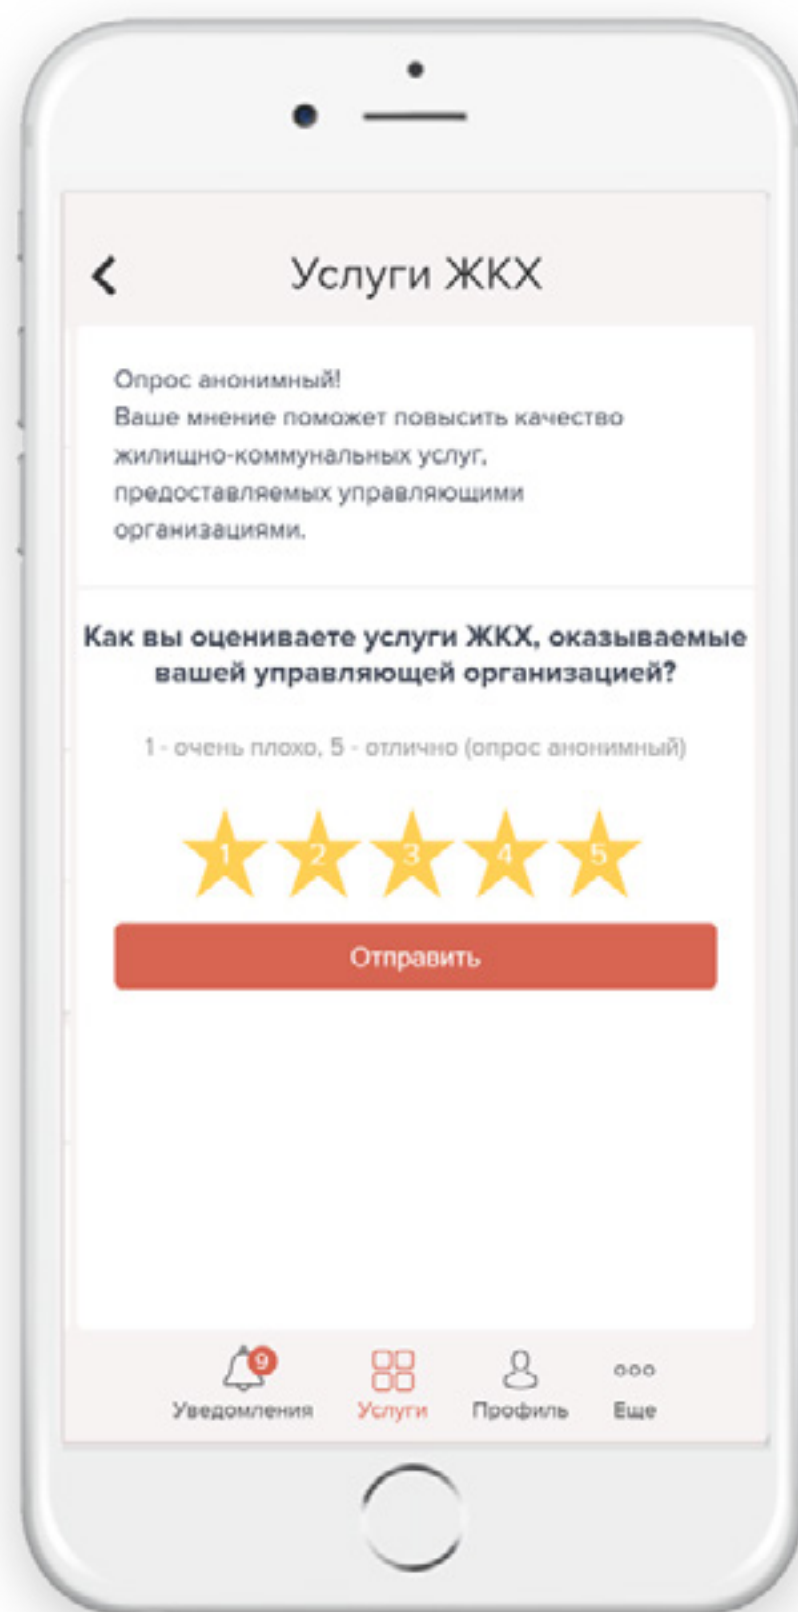 Услуги ЖКХ
Опрос анонимный!
Ваше мнение поможет повысить качество
жилищно-коммунальных услуг,
предоставляемых управляющими
организациями.
Как вы оцениваете услуги ЖКХ, оказываемые
вашей управляющей организацией?
1 - очень плохо, 5 - отлично (опрос анонимный)
1 2 3 4 5
Отправить
9
Уведомления Услуги Профиль Еще